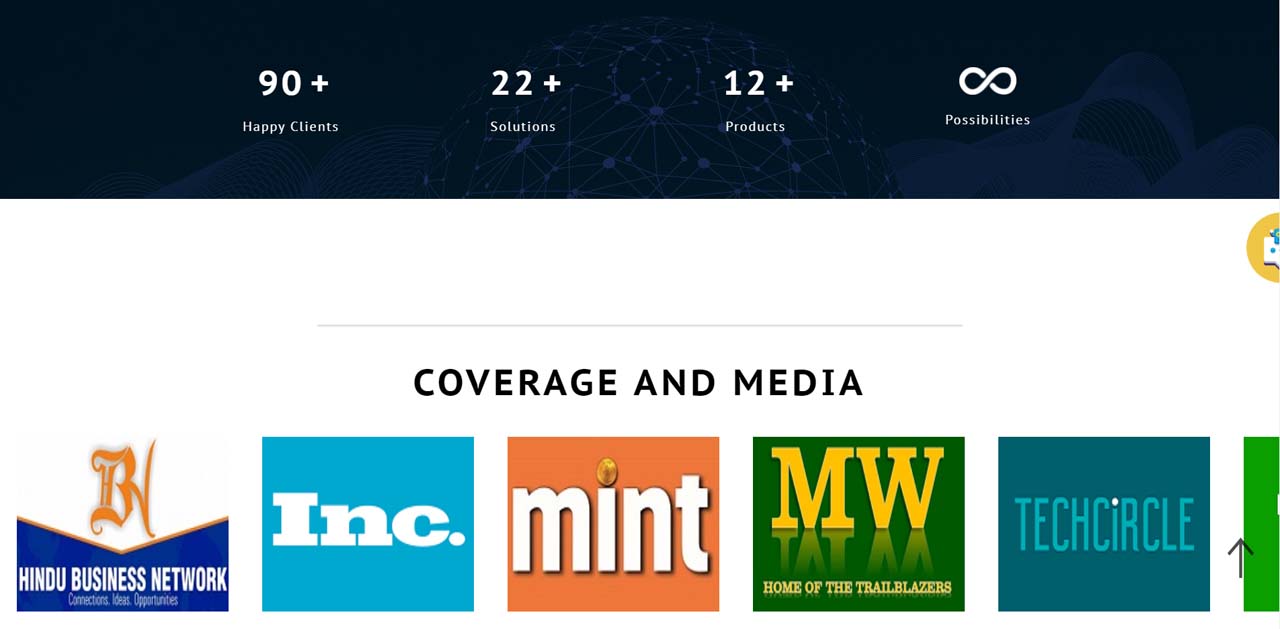 90 + 22 + 12 +
Happy Clients Solutions Products Possibilities
COVERAGE AND MEDIA
HINDU BUSINESS NETWORK
Connections. Ideas. Opportunities
Inc.
mint
MW
HOME OF THE TRAILBLAZERS
TECHCiRCLE